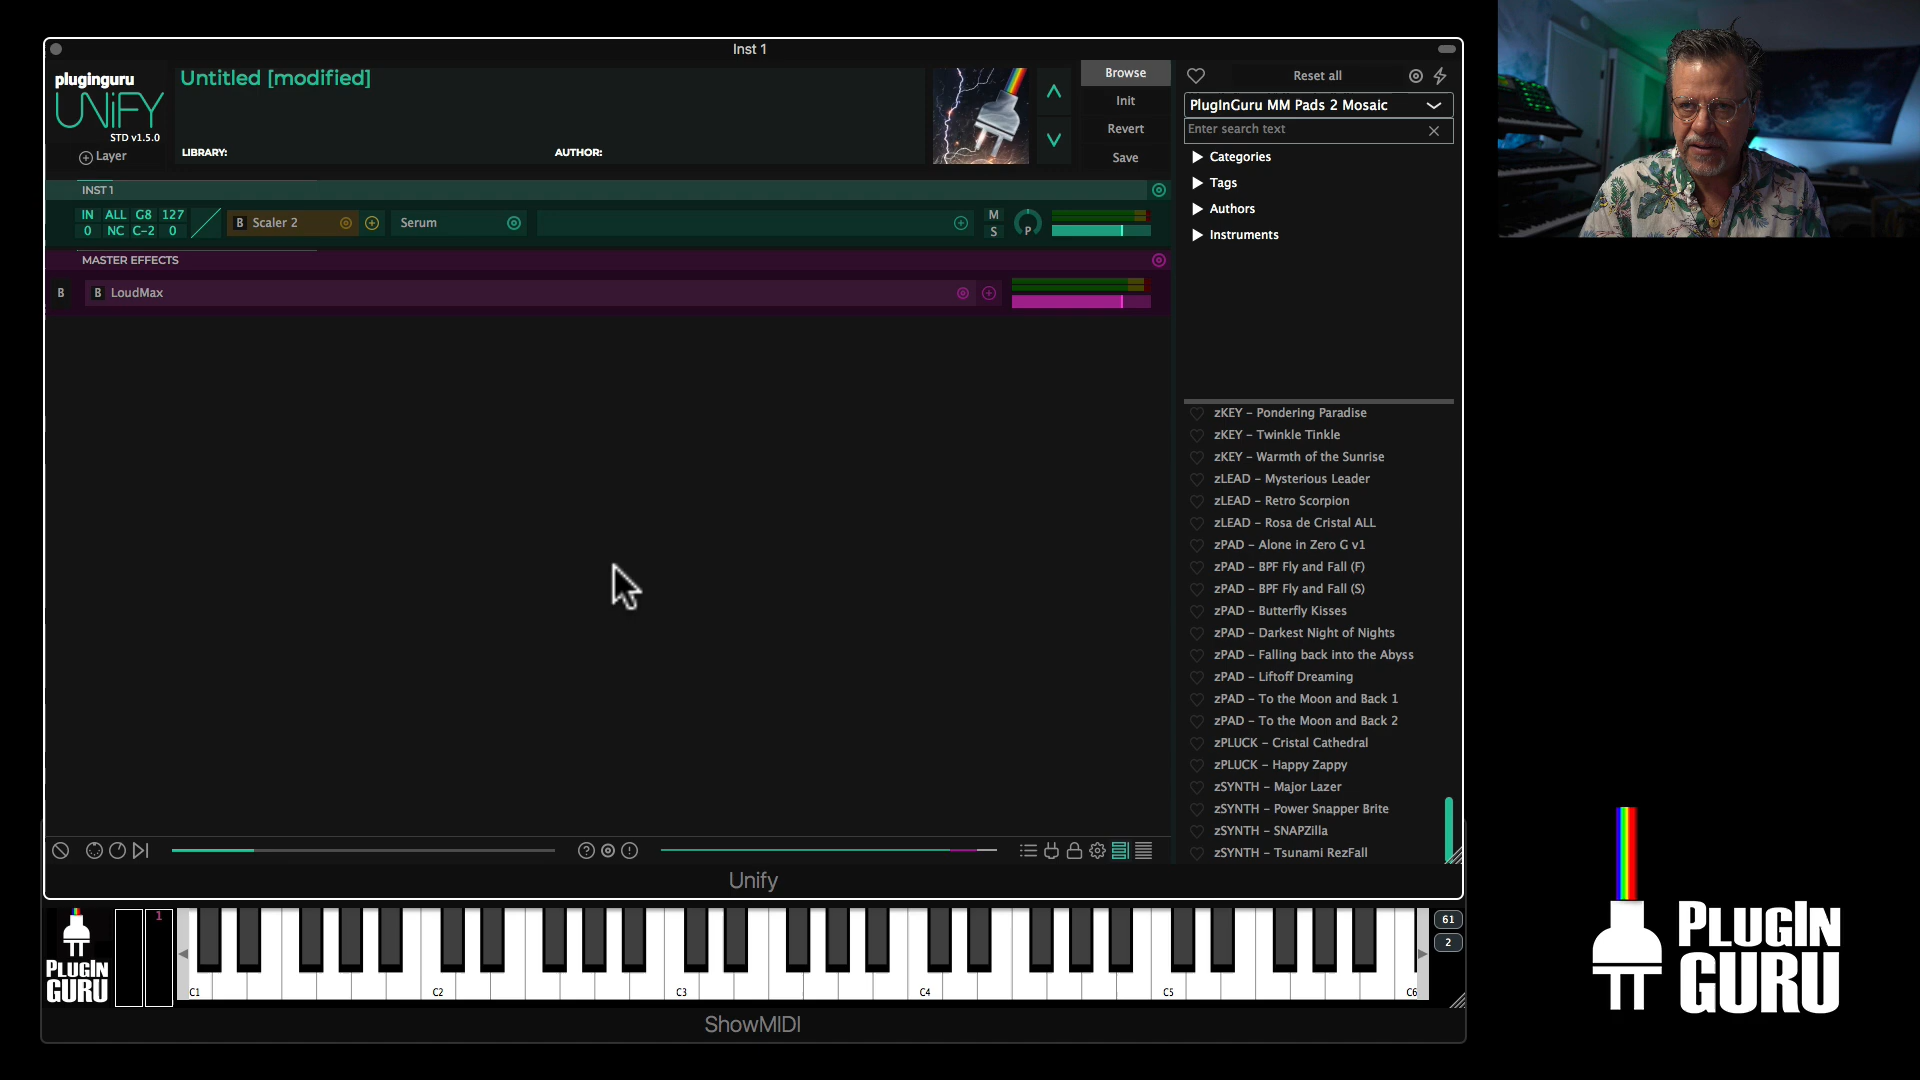 Inst 1
pluginguru
UNiFY
STD v1.5.0
Layer
Untitled [modified]
LIBRARY:
AUTHOR:
Browse
Init
Revert
Save
INST 1
IN ALL G8 127
0 NC C-2 0
B Scaler 2
Serum
M
S
P
MASTER EFFECTS
B
B LoudMax
Reset all
PlugInGuru MM Pads 2 Mosaic
Enter search text
Categories
Tags
Authors
Instruments
zKEY – Pondering Paradise
zKEY – Twinkle Tinkle
zKEY – Warmth of the Sunrise
zLEAD – Mysterious Leader
zLEAD – Retro Scorpion
zLEAD – Rosa de Cristal ALL
zPAD – Alone in Zero G v1
zPAD – BPF Fly and Fall (F)
zPAD – BPF Fly and Fall (S)
zPAD – Butterfly Kisses
zPAD – Darkest Night of Nights
zPAD – Falling back into the Abyss
zPAD – Liftoff Dreaming
zPAD – To the Moon and Back 1
zPAD – To the Moon and Back 2
zPLUCK – Cristal Cathedral
zPLUCK – Happy Zappy
zSYNTH – Major Lazer
zSYNTH – Power Snapper Brite
zSYNTH – SNAPZilla
zSYNTH – Tsunami RezFall
Unify
PLUGIN
GURU
1
C1
C2
C3
C4
C5
C6
61
2
ShowMIDI
PLUGIN
GURU